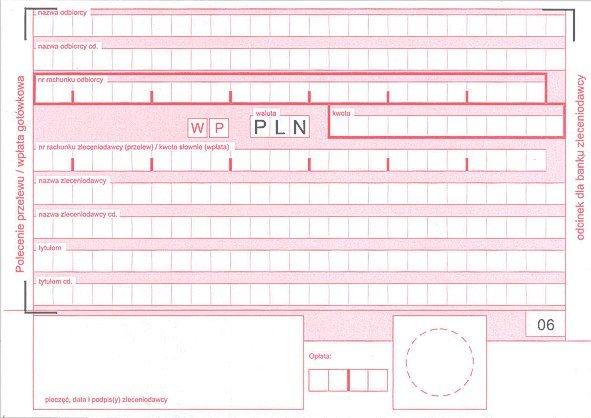 nazwa odbiorcy
nazwa odbiorcy cd.
nr rachunku odbiorcy
W P
waluta
PLN
kwota
nr rachunku zleceniodawcy (przelew) / kwota słownie (wpłata)
nazwa zleceniodawcy
nazwa zleceniodawcy cd.
tytułem
tytułem cd.
06
Opłata:
pieczęć, data i podpis(y) zleceniodawcy
Polecenie przelewu / wpłata gotówkowa
odcinek dla banku zleceniodawcy